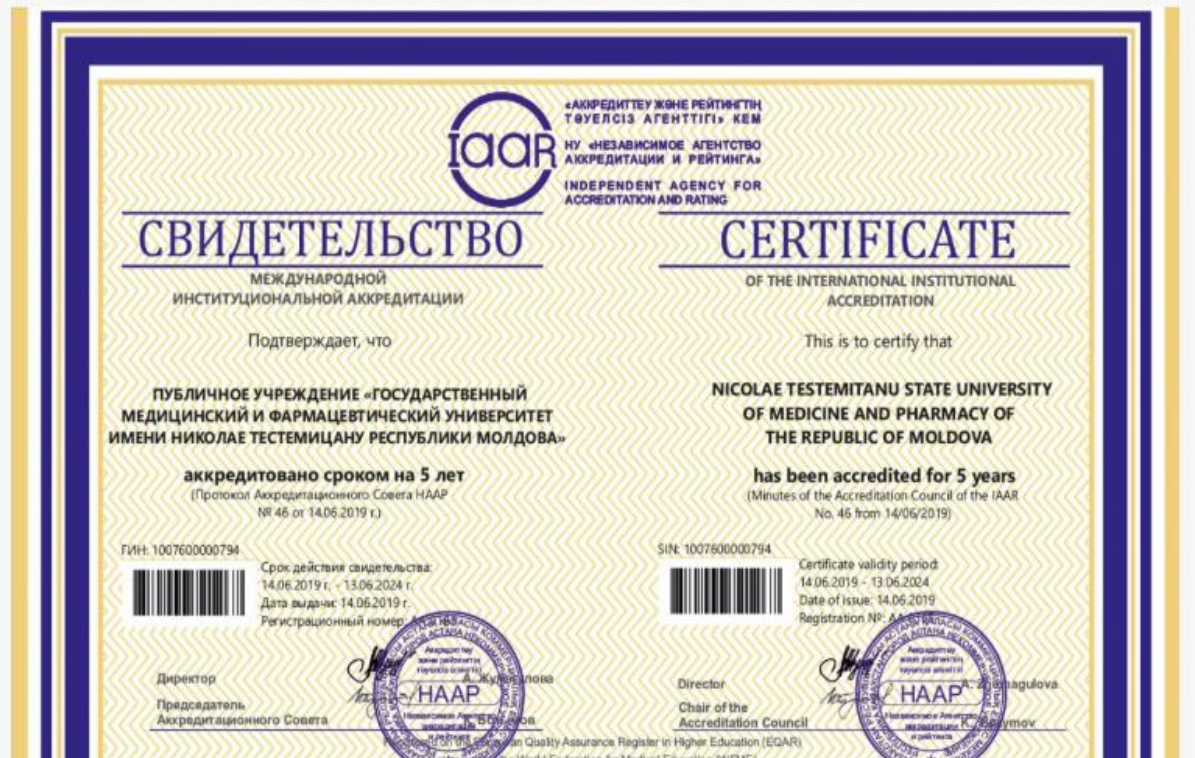 IaaR
«АККРЕДИТТЕУ ЖӘНЕ РЕЙТИНГТІҢ
ТӘУЕЛСІЗ АГЕНТТІГІ» КЕМ
НУ «НЕЗАВИСИМОЕ АГЕНТСТВО
АККРЕДИТАЦИИ И РЕЙТИНГА»
INDEPENDENT AGENCY FOR
ACCREDITATION AND RATING
СВИДЕТЕЛЬСТВО
МЕЖДУНАРОДНОЙ
ИНСТИТУЦИОНАЛЬНОЙ АККРЕДИТАЦИИ
Подтверждает, что
ПУБЛИЧНОЕ УЧРЕЖДЕНИЕ «ГОСУДАРСТВЕННЫЙ
МЕДИЦИНСКИЙ И ФАРМАЦЕВТИЧЕСКИЙ УНИВЕРСИТЕТ
ИМЕНИ НИКОЛАЕ ТЕСТЕМИЦАНУ РЕСПУБЛИКИ МОЛДОВА»
аккредитовано сроком на 5 лет
(Протокол Аккредитационного Совета НААР
№ 46 от 14.06.2019 г.)
ГИН: 1007600000794
Срок действия свидетельства:
14.06.2019 г. - 13.06.2024 г.
Дата выдачи: 14.06.2019 г.
Регистрационный номер:
Директор
Председатель
Аккредитационного Совета
НААР
CERTIFICATE
OF THE INTERNATIONAL INSTITUTIONAL
ACCREDITATION
This is to certify that
NICOLAE TESTEMITANU STATE UNIVERSITY
OF MEDICINE AND PHARMACY OF
THE REPUBLIC OF MOLDOVA
has been accredited for 5 years
(Minutes of the Accreditation Council of the IAAR
No. 46 from 14/06/2019)
SIN: 1007600000794
Certificate validity period:
14.06.2019 - 13.06.2024
Date of issue: 14.06.2019
Registration №:
Director
Chair of the
Accreditation Council
НААР
on the European Quality Assurance Register in Higher Education (EQAR)